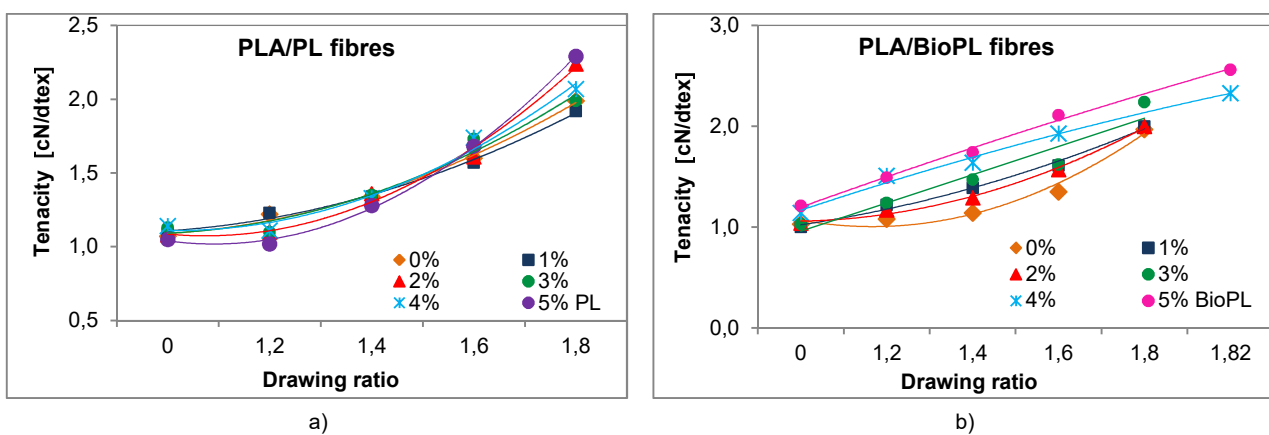 PLA/PL fibres
Tenacity [cN/dtex]
2,5
2,0
1,5
1,0
0,5
0 1,2 1,4 1,6 1,8
Drawing ratio
0% 1%
2% 3%
4% 5% PL
a)
PLA/BioPL fibres
Tenacity [cN/dtex]
3,0
2,0
1,0
0,0
0 1,2 1,4 1,6 1,8 1,82
Drawing ratio
0% 1%
2% 3%
4% 5% BioPL
b)